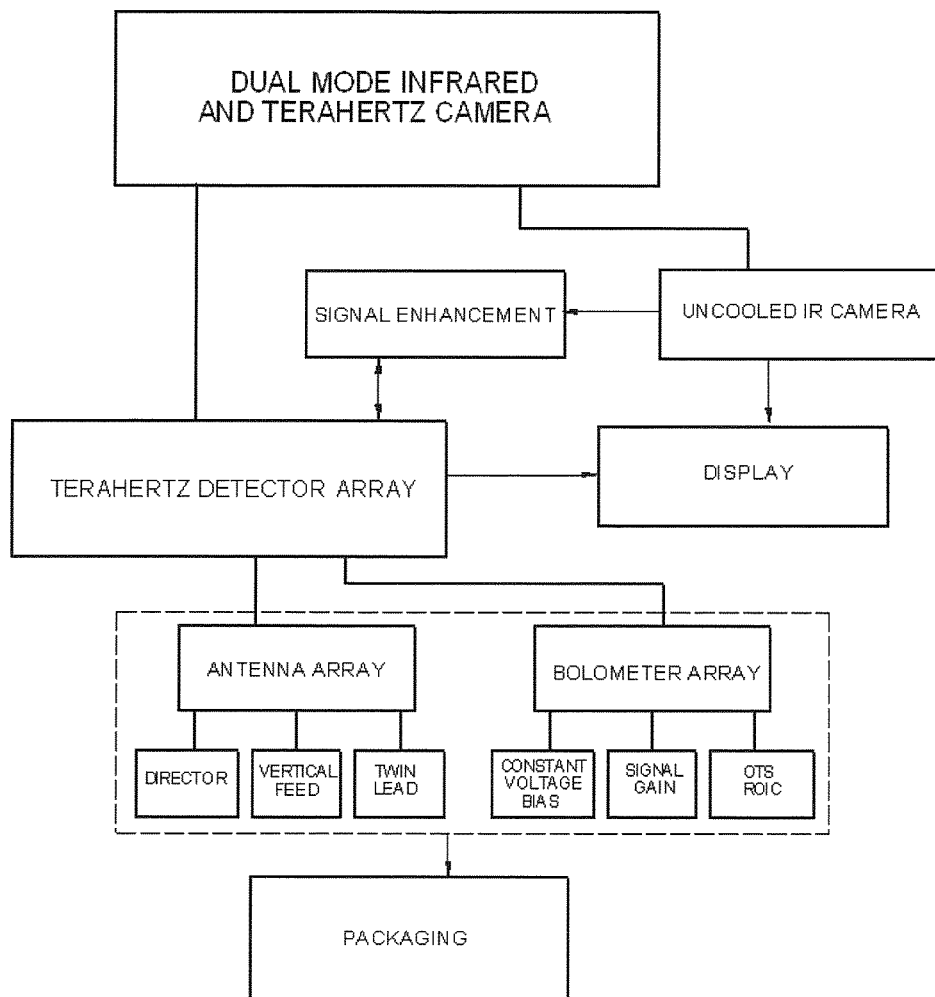 DUAL MODE INFRARED
AND TERAHERTZ CAMERA
SIGNAL ENHANCEMENT
UNCOOLED IR CAMERA
TERAHERTZ DETECTOR ARRAY
DISPLAY
ANTENNA ARRAY
BOLOMETER ARRAY
DIRECTOR
VERTICAL
FEED
TWIN
LEAD
CONSTANT
VOLTAGE
BIAS
SIGNAL
GAIN
OTS
ROIC
PACKAGING